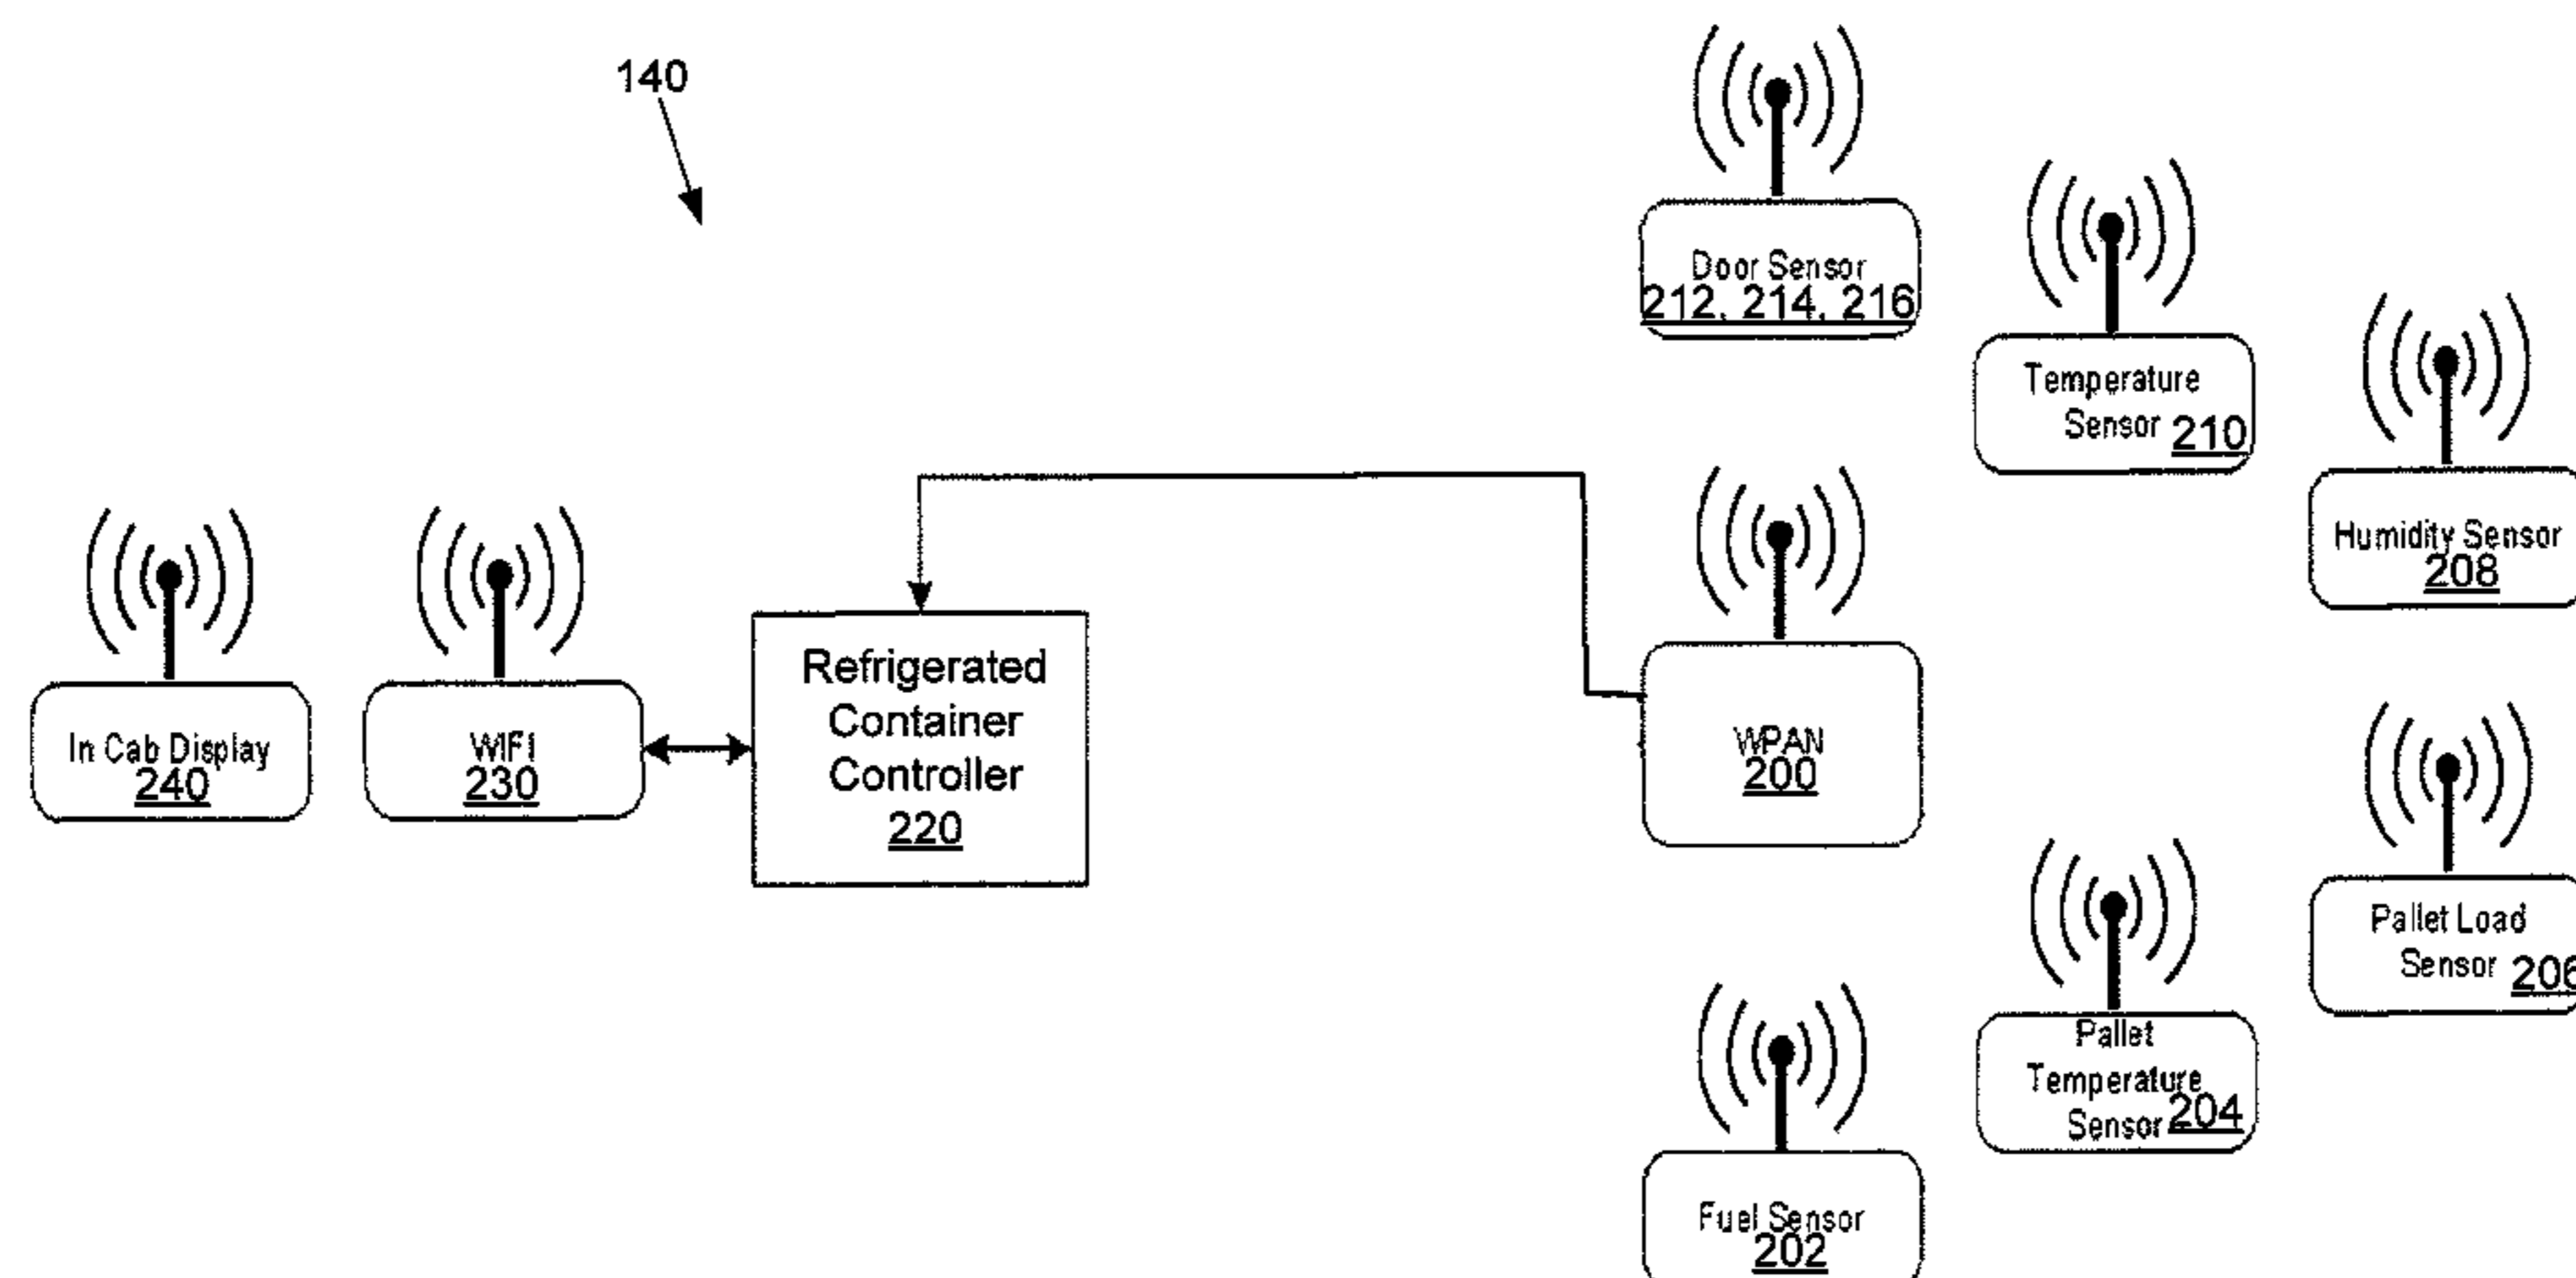 140
Door Sensor
212, 214, 216
Temperature
Sensor 210
Humidity Sensor
208
In Cab Display
240
WIFI
230
Refrigerated
Container
Controller
220
WPAN
200
Pallet Load
Sensor 206
Pallet
Temperature
Sensor 204
Fuel Sensor
202